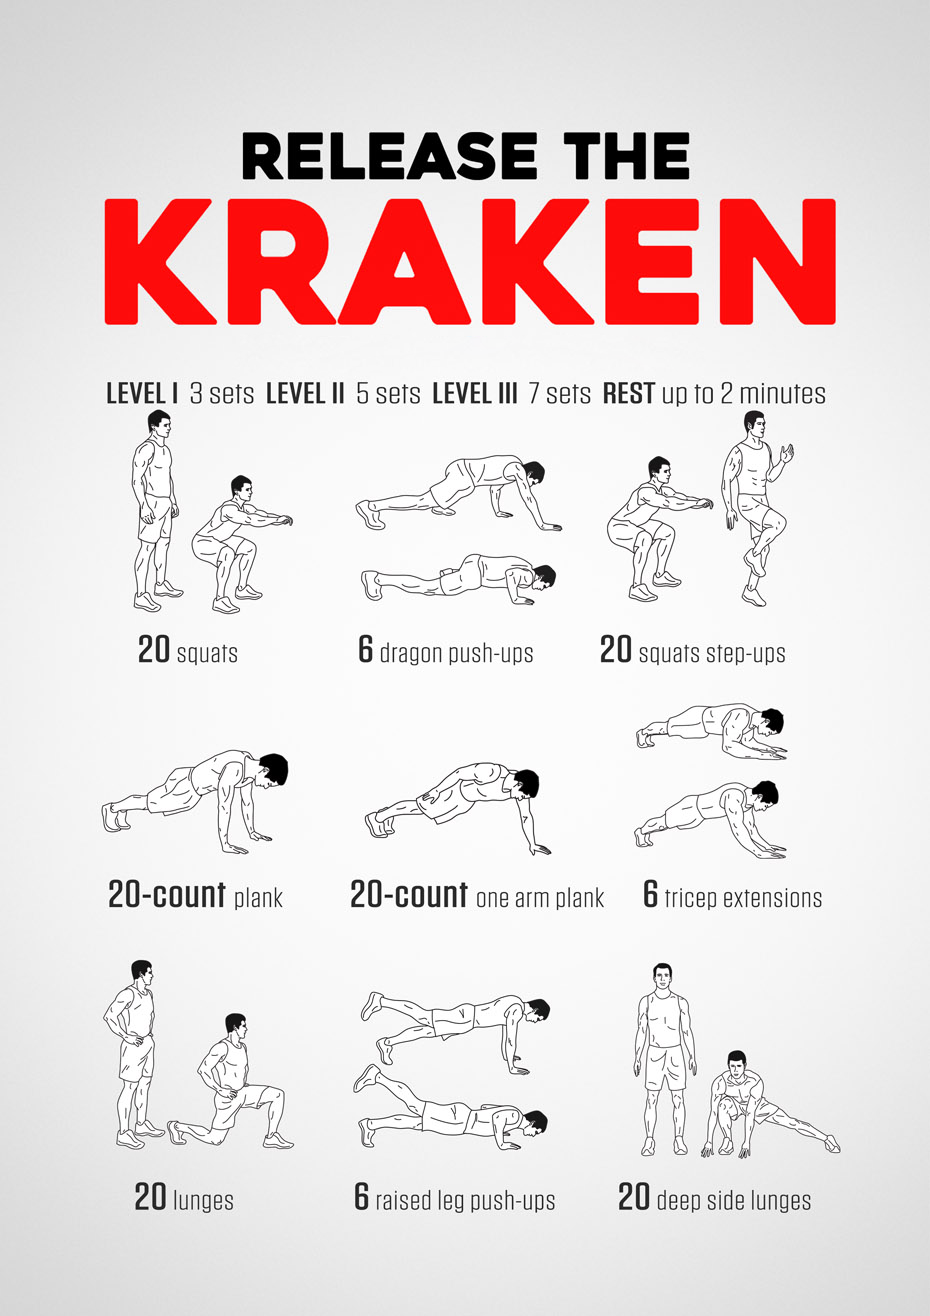 RELEASE THE
KRAKEN
LEVEL I 3 sets LEVEL II 5 sets LEVEL III 7 sets REST up to 2 minutes
20 squats
6 dragon push-ups
20 squats step-ups
20-count plank
20-count one arm plank
6 tricep extensions
20 lunges
6 raised leg push-ups
20 deep side lunges